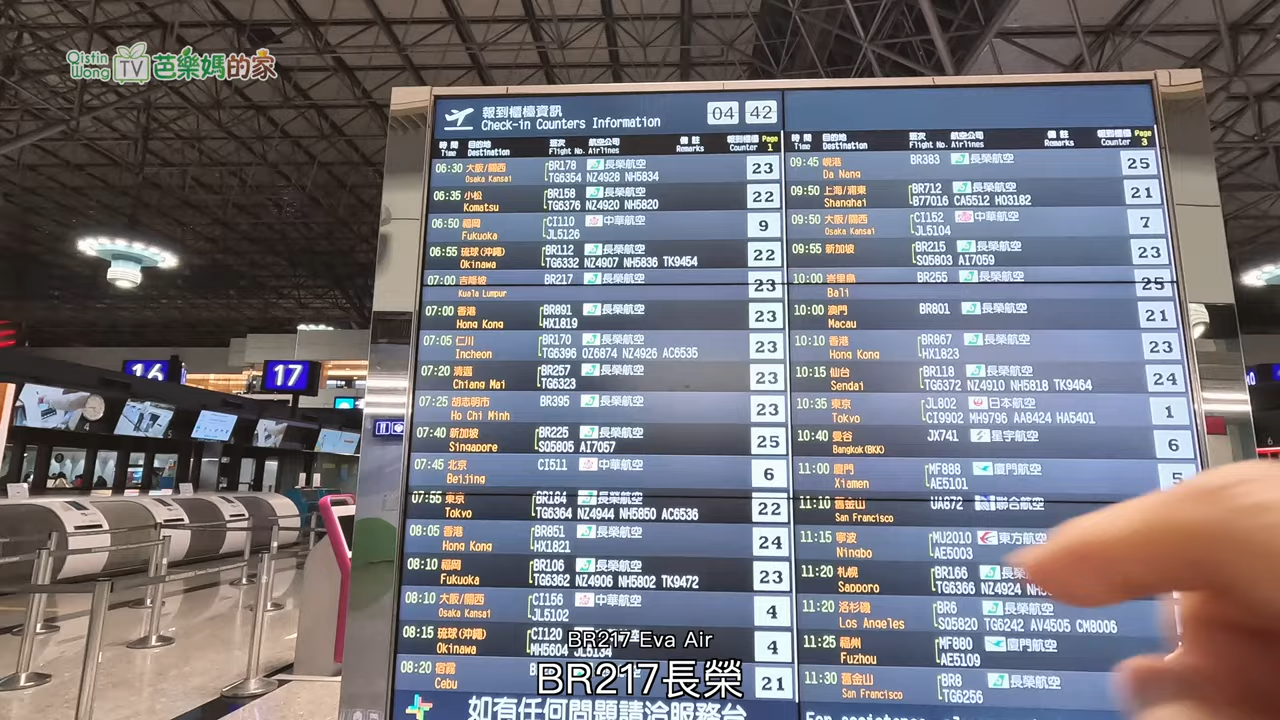 Qistin Wong TV 芭樂媽的家
報到櫃檯資訊 04 42
Check-in Counters Information
時間 目的地 班次 航空公司 備註 報到櫃檯 Page
Time Destination Flight No. Airlines Remarks Counter 1
06:30 大阪/關西 BR178 長榮航空 23
Osaka Kansai TG6354 NZ4928 NH5834
06:35 小松 BR158 長榮航空 22
Komatsu TG6376 NZ4920 NH5820
06:50 福岡 CI110 中華航空 9
Fukuoka JL5126
06:55 琉球(沖繩) BR112 長榮航空 22
Okinawa TG6332 NZ4907 NH5836 TK9454
07:00 吉隆坡 BR217 長榮航空 23
Kuala Lumpur
07:00 香港 BR891 長榮航空 23
Hong Kong HX1819
07:05 仁川 BR170 長榮航空 23
Incheon TG6396 OZ6874 NZ4926 AC6535
07:20 清邁 BR257 長榮航空 23
Chiang Mai TG6323
07:25 胡志明市 BR395 長榮航空 23
Ho Chi Minh
07:40 新加坡 BR225 長榮航空 25
Singapore SQ5805 AI7057
07:45 北京 CI511 中華航空 6
Beijing
07:55 東京 BR184 長榮航空 22
Tokyo TG6364 NZ4944 NH5850 AC6536
08:05 香港 BR851 長榮航空 24
Hong Kong HX1821
08:10 福岡 BR106 長榮航空 23
Fukuoka TG6362 NZ4906 NH5802 TK9472
08:10 大阪/關西 CI156 中華航空 4
Osaka Kansai JL5102
08:15 琉球(沖繩) CI120 4
Okinawa MH5604 JL5134
08:20 宿霧 21
Cebu
如有任何問題請洽服務台
時間 目的地 班次 航空公司 備註 報到櫃檯 Page
Time Destination Flight No. Airlines Remarks Counter 3
09:45 峴港 BR383 長榮航空 25
Da Nang
09:50 上海/浦東 BR712 長榮航空 21
Shanghai B77016 CA5512 HO3182
09:50 大阪/關西 CI152 中華航空 7
Osaka Kansai JL5104
09:55 新加坡 BR215 長榮航空 23
SQ5803 AI7059
10:00 峇里島 BR255 長榮航空 25
Bali
10:00 澳門 BR801 長榮航空 21
Macau
10:10 香港 BR867 長榮航空 23
Hong Kong HX1823
10:15 仙台 BR118 長榮航空 24
Sendai TG6372 NZ4910 NH5818 TK9464
10:35 東京 JL802 日本航空 1
Tokyo CI9902 MH9796 AA8424 HA5401
10:40 曼谷 JX741 星宇航空 6
Bangkok(BKK)
11:00 廈門 MF888 廈門航空 5
Xiamen AE5101
11:10 舊金山 UA872 聯合航空
San Francisco
11:15 寧波 MU2010 東方航空
Ningbo AE5003
11:20 札幌 BR166 長榮
Sapporo TG6366 NZ4924
11:20 洛杉磯 BR6 長榮航空
Los Angeles SQ5820 TG6242 AV4505 CM8006
11:25 福州 MF880 廈門航空
Fuzhou AE5109
11:30 舊金山 BR8 長榮航空
San Francisco TG6256
16
17
BR217 Eva Air
BR217長榮